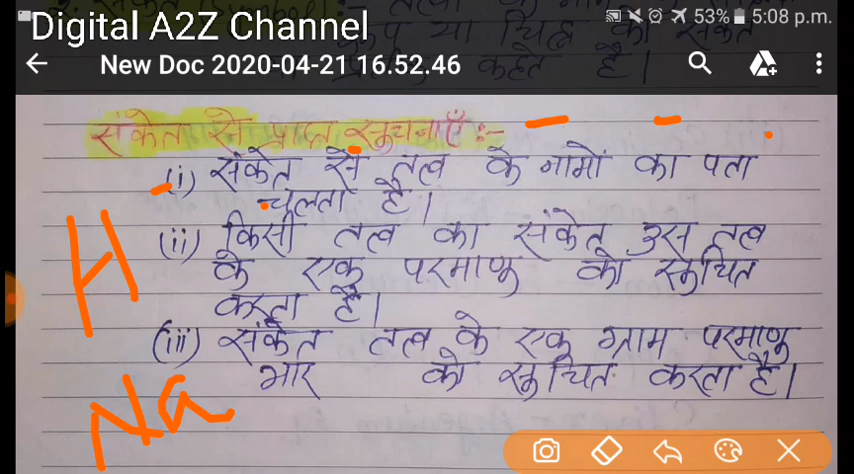 Digital A2Z Channel
53% 5:08 p.m.
New Doc 2020-04-21 16.52.46
रूप या चिह्न को संकेत
कहते है।
संकेत से प्राप्त सूचनाएँ :-
(i) संकेत से तत्व के नामों का पता
चलता है।
(ii) किसी तत्व का संकेत उस तत्व
के एक परमाणु को सूचित
करता है।
(iii) संकेत तत्व के एक ग्राम परमाणु
भार को सूचित करता है।
H
Na